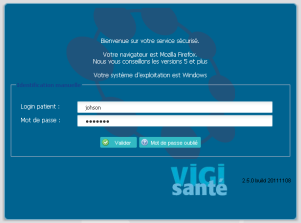 Bienvenue sur votre service sécurisé.
Votre navigateur est Mozilla Firefox.
Nous vous conseillons les versions 5 et plus
Votre système d'exploitation est Windows
Login patient :
johson
Mot de passe :
•••••••
Valider
Mot de passe oublié
vigi
santé
2.6.0 build 20111108